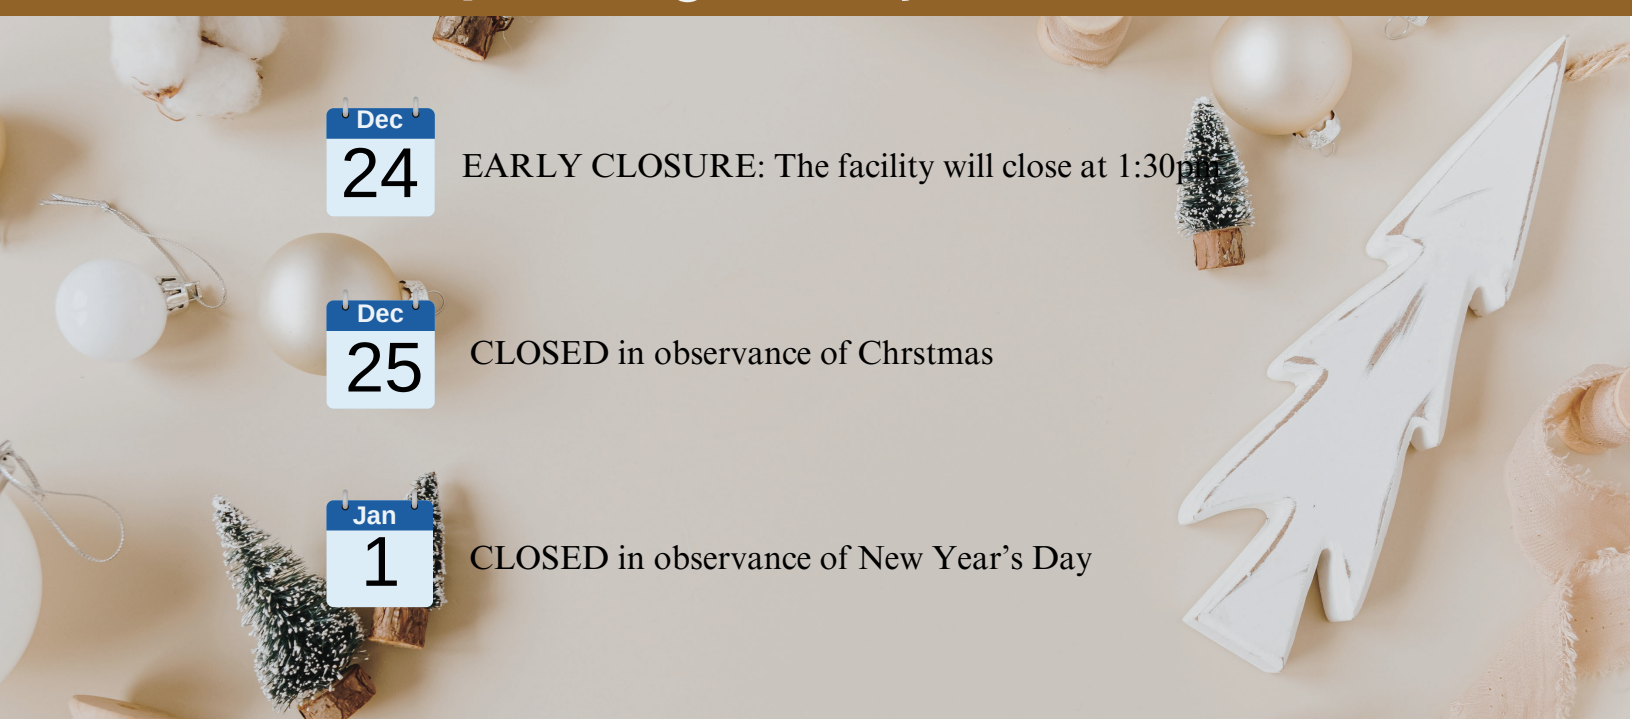 Dec
24
EARLY CLOSURE: The facility will close at 1:30pm
Dec
25
CLOSED in observance of Chrstmas
Jan
1
CLOSED in observance of New Year’s Day